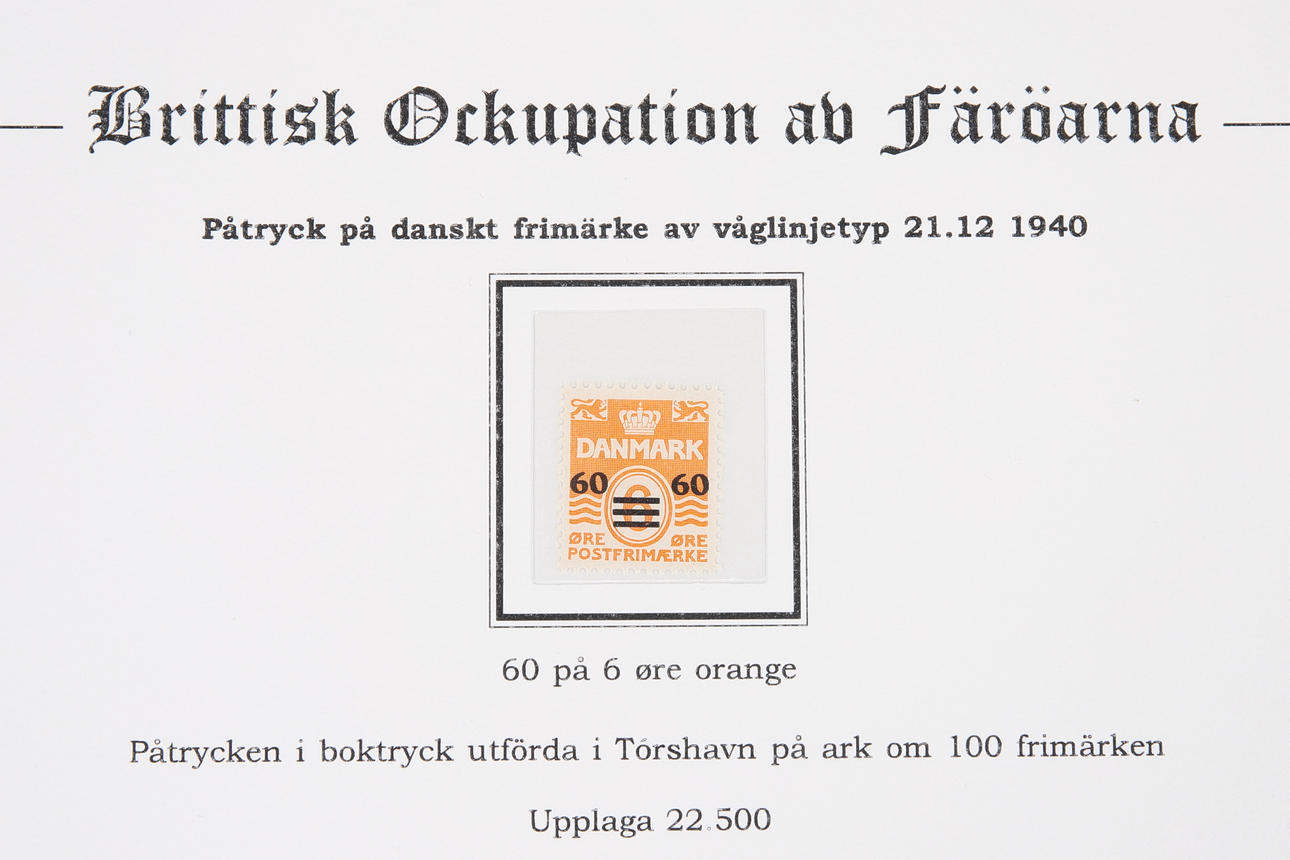 Brittisk Ockupation av Färöarna
Påtryck på danskt frimärke av våglinjetyp 21.12 1940
DANMARK
60 6 60
ØRE ØRE
POSTFRIMÆRKE
60 på 6 øre orange
Påtrycken i boktryck utförda i Tórshavn på ark om 100 frimärken
Upplaga 22.500